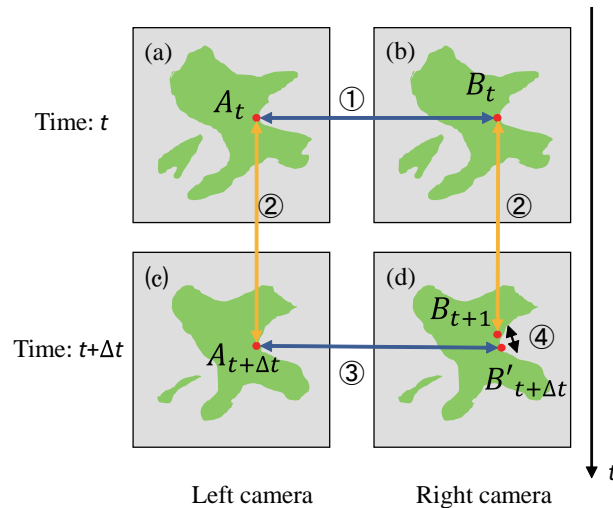 (a)
(b)
A_t
①
B_t
Time: t
②
②
(c)
(d)
B_{t+1}
④
Time: t+Δt
A_{t+Δt}
③
B'_{t+Δt}
Left camera
Right camera
t